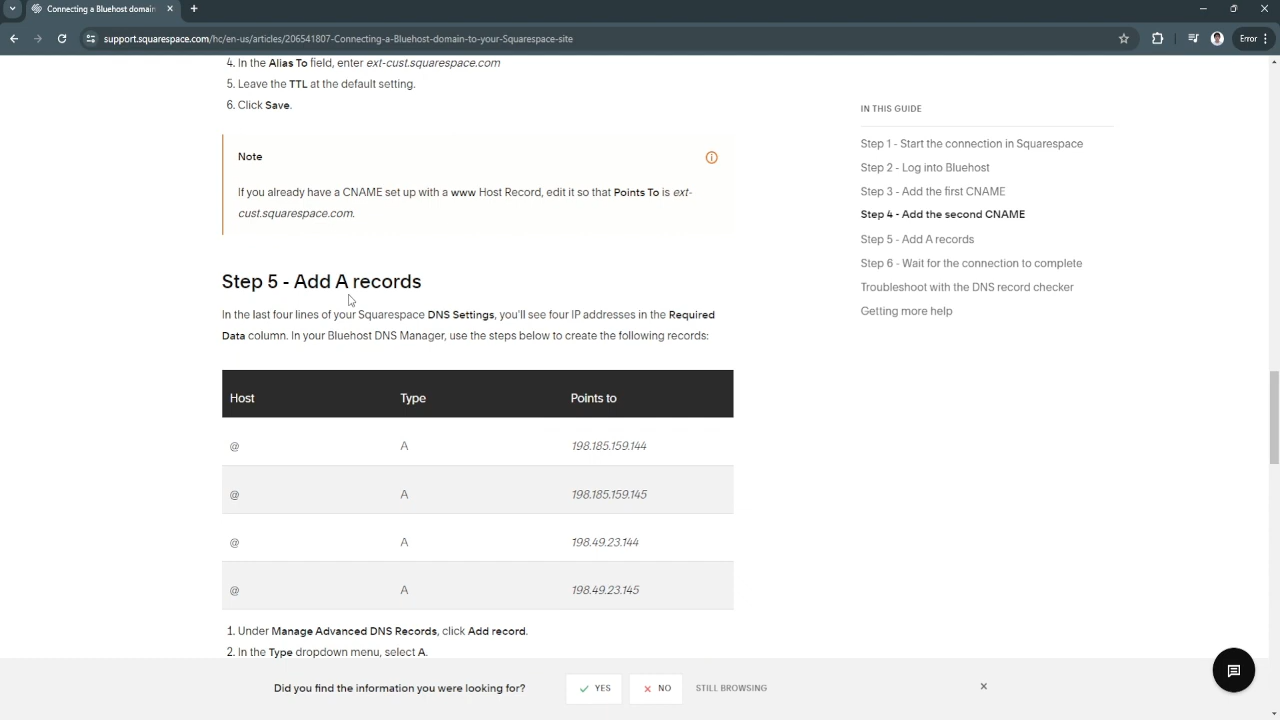 Connecting a Bluehost domain
support.squarespace.com/hc/en-us/articles/206541807-Connecting-a-Bluehost-domain-to-your-Squarespace-site
Error
4. In the Alias To field, enter ext-cust.squarespace.com
5. Leave the TTL at the default setting.
6. Click Save.
Note
If you already have a CNAME set up with a www Host Record, edit it so that Points To is ext-
cust.squarespace.com.
Step 5 - Add A records
In the last four lines of your Squarespace DNS Settings, you'll see four IP addresses in the Required
Data column. In your Bluehost DNS Manager, use the steps below to create the following records:
Host Type Points to
@ A 198.185.159.144
@ A 198.185.159.145
@ A 198.49.23.144
@ A 198.49.23.145
1. Under Manage Advanced DNS Records, click Add record.
2. In the Type dropdown menu, select A.
IN THIS GUIDE
Step 1 - Start the connection in Squarespace
Step 2 - Log into Bluehost
Step 3 - Add the first CNAME
Step 4 - Add the second CNAME
Step 5 - Add A records
Step 6 - Wait for the connection to complete
Troubleshoot with the DNS record checker
Getting more help
Did you find the information you were looking for? YES NO STILL BROWSING